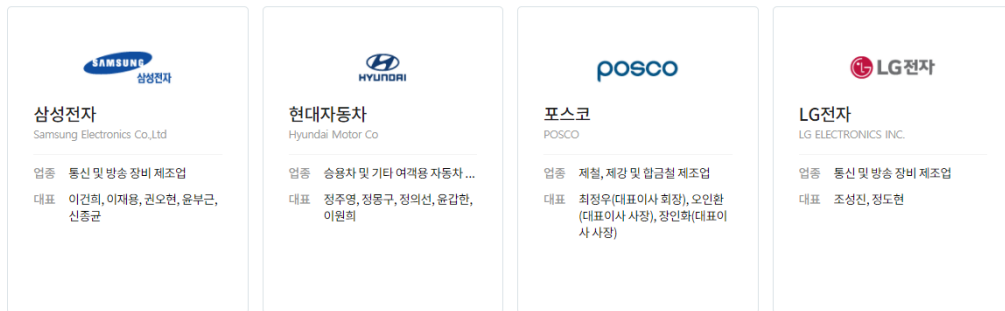 SAMSUNG
삼성전자
삼성전자
Samsung Electronics Co.,Ltd
업종 통신 및 방송 장비 제조업
대표 이건희, 이재용, 권오현, 윤부근,
신종균
HYUNDAI
현대자동차
Hyundai Motor Co
업종 승용차 및 기타 여객용 자동차 ...
대표 정주영, 정몽구, 정의선, 윤갑한,
이원희
posco
포스코
POSCO
업종 제철, 제강 및 합금철 제조업
대표 최정우(대표이사 회장), 오인환
(대표이사 사장), 장인화(대표이
사 사장)
LG전자
LG전자
LG ELECTRONICS INC.
업종 통신 및 방송 장비 제조업
대표 조성진, 정도현